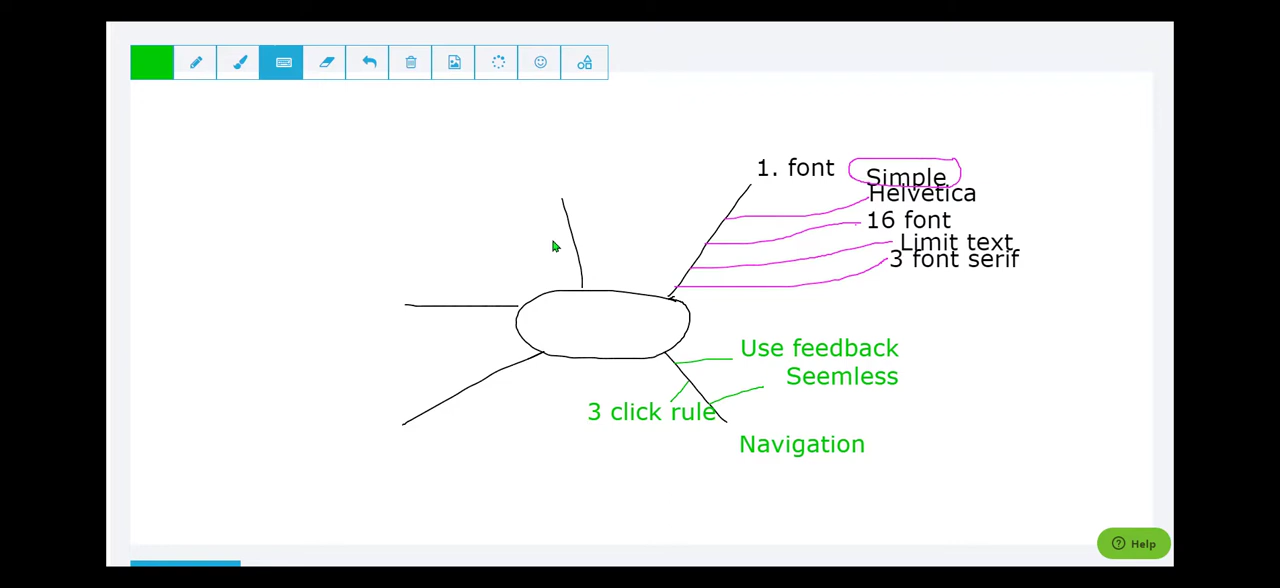 1. font
Simple
Helvetica
16 font
Limit text
3 font serif
Use feedback
Seemless
3 click rule
Navigation
Help